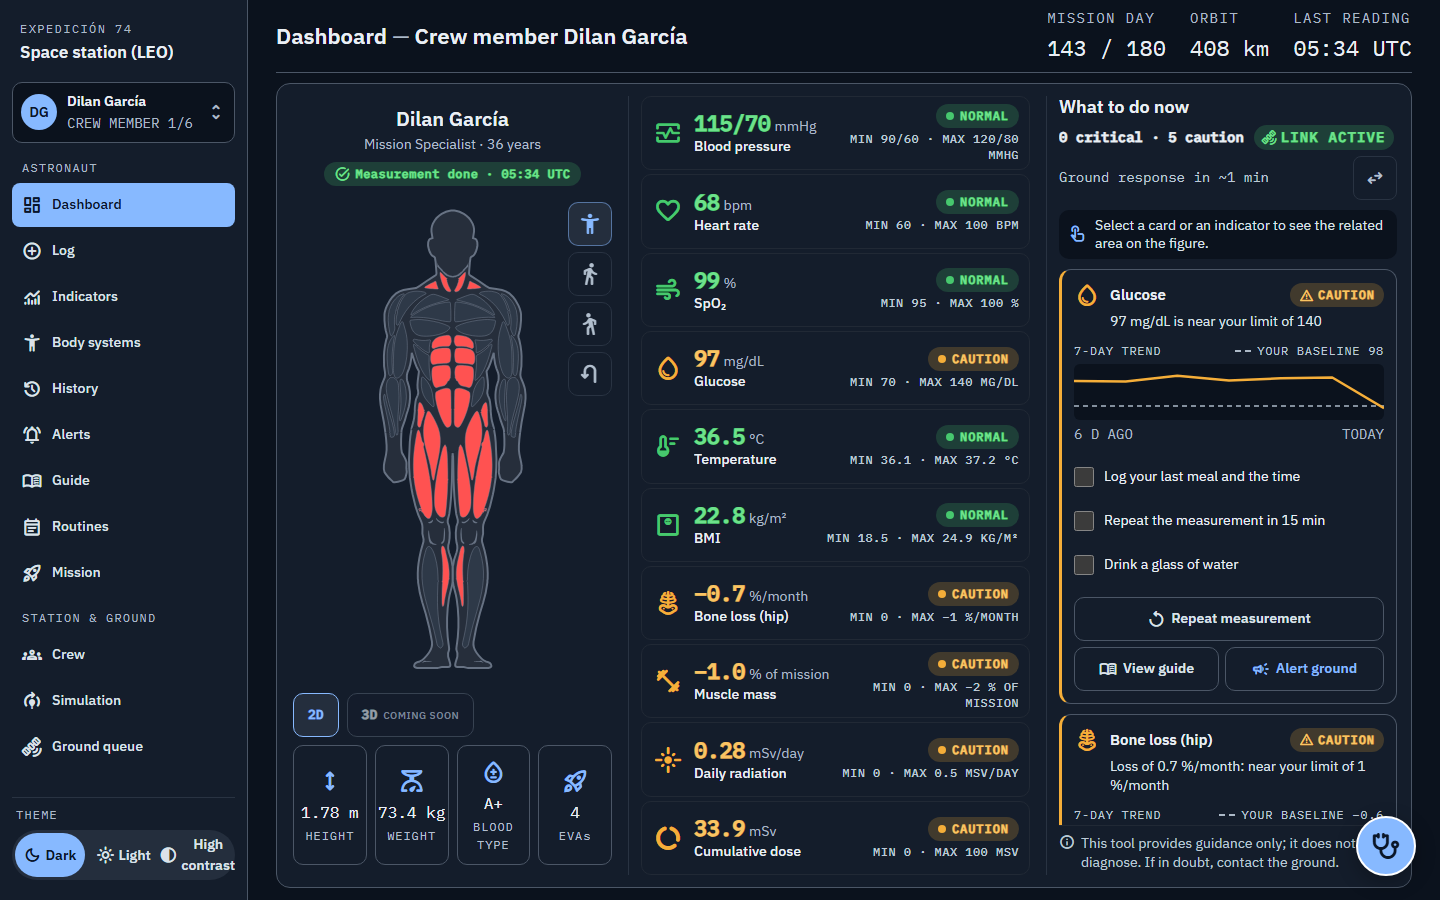 EXPEDICIÓN 74
Space station (LEO)
DG
Dilan García
CREW MEMBER 1/6
ASTRONAUT
Dashboard
Log
Indicators
Body systems
History
Alerts
Guide
Routines
Mission
STATION & GROUND
Crew
Simulation
Ground queue
THEME
Dark
Light
High
contrast
Dashboard — Crew member Dilan García
MISSION DAY
143 / 180
ORBIT
408 km
LAST READING
05:34 UTC
Dilan García
Mission Specialist · 36 years
Measurement done · 05:34 UTC
2D
3D COMING SOON
1.78 m
HEIGHT
73.4 kg
WEIGHT
A+
BLOOD
TYPE
4
EVAs
115/70 mmHg
Blood pressure
NORMAL
MIN 90/60 · MAX 120/80
MMHG
68 bpm
Heart rate
NORMAL
MIN 60 · MAX 100 BPM
99 %
SpO₂
NORMAL
MIN 95 · MAX 100 %
97 mg/dL
Glucose
CAUTION
MIN 70 · MAX 140 MG/DL
36.5 °C
Temperature
NORMAL
MIN 36.1 · MAX 37.2 °C
22.8 kg/m²
BMI
NORMAL
MIN 18.5 · MAX 24.9 KG/M²
−0.7 %/month
Bone loss (hip)
CAUTION
MIN 0 · MAX −1 %/MONTH
−1.0 % of mission
Muscle mass
CAUTION
MIN 0 · MAX −2 % OF
MISSION
0.28 mSv/day
Daily radiation
CAUTION
MIN 0 · MAX 0.5 MSV/DAY
33.9 mSv
Cumulative dose
CAUTION
MIN 0 · MAX 100 MSV
What to do now
0 critical · 5 caution
LINK ACTIVE
Ground response in ~1 min
Select a card or an indicator to see the related
area on the figure.
Glucose
CAUTION
97 mg/dL is near your limit of 140
7-DAY TREND
YOUR BASELINE 98
6 D AGO
TODAY
Log your last meal and the time
Repeat the measurement in 15 min
Drink a glass of water
Repeat measurement
View guide
Alert ground
Bone loss (hip)
CAUTION
Loss of 0.7 %/month: near your limit of 1
%/month
7-DAY TREND
YOUR BASELINE −0.6
This tool provides guidance only; it does not
diagnose. If in doubt, contact the ground.